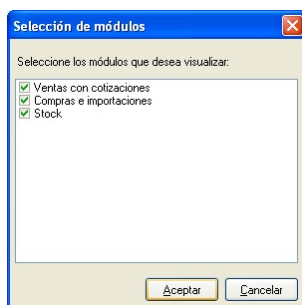 Selección de módulos
Seleccione los módulos que desea visualizar:
Ventas con cotizaciones
Compras e importaciones
Stock
Aceptar
Cancelar